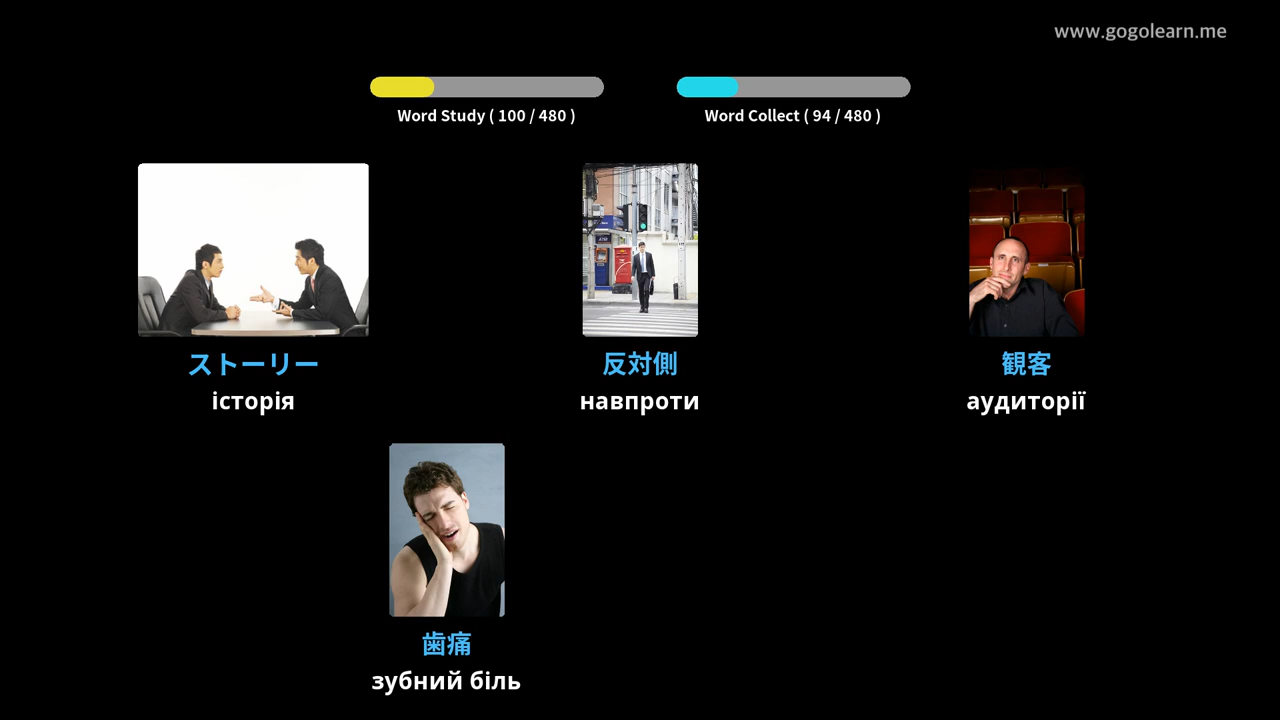 www.gogolearn.me
Word Study ( 100 / 480 )
Word Collect ( 94 / 480 )
ストーリー
історія
反対側
навпроти
観客
аудиторії
歯痛
зубний біль